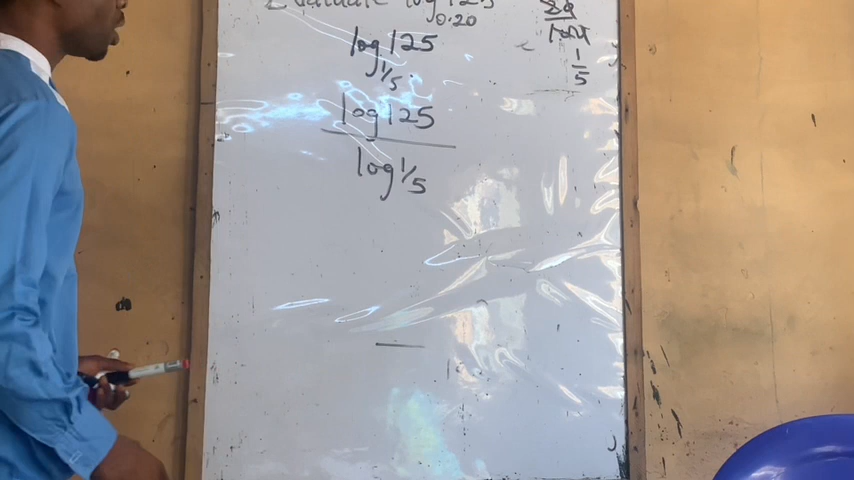 Evaluate log 125
0.20
log 125
1/5
log 125
log 1/5
1
5